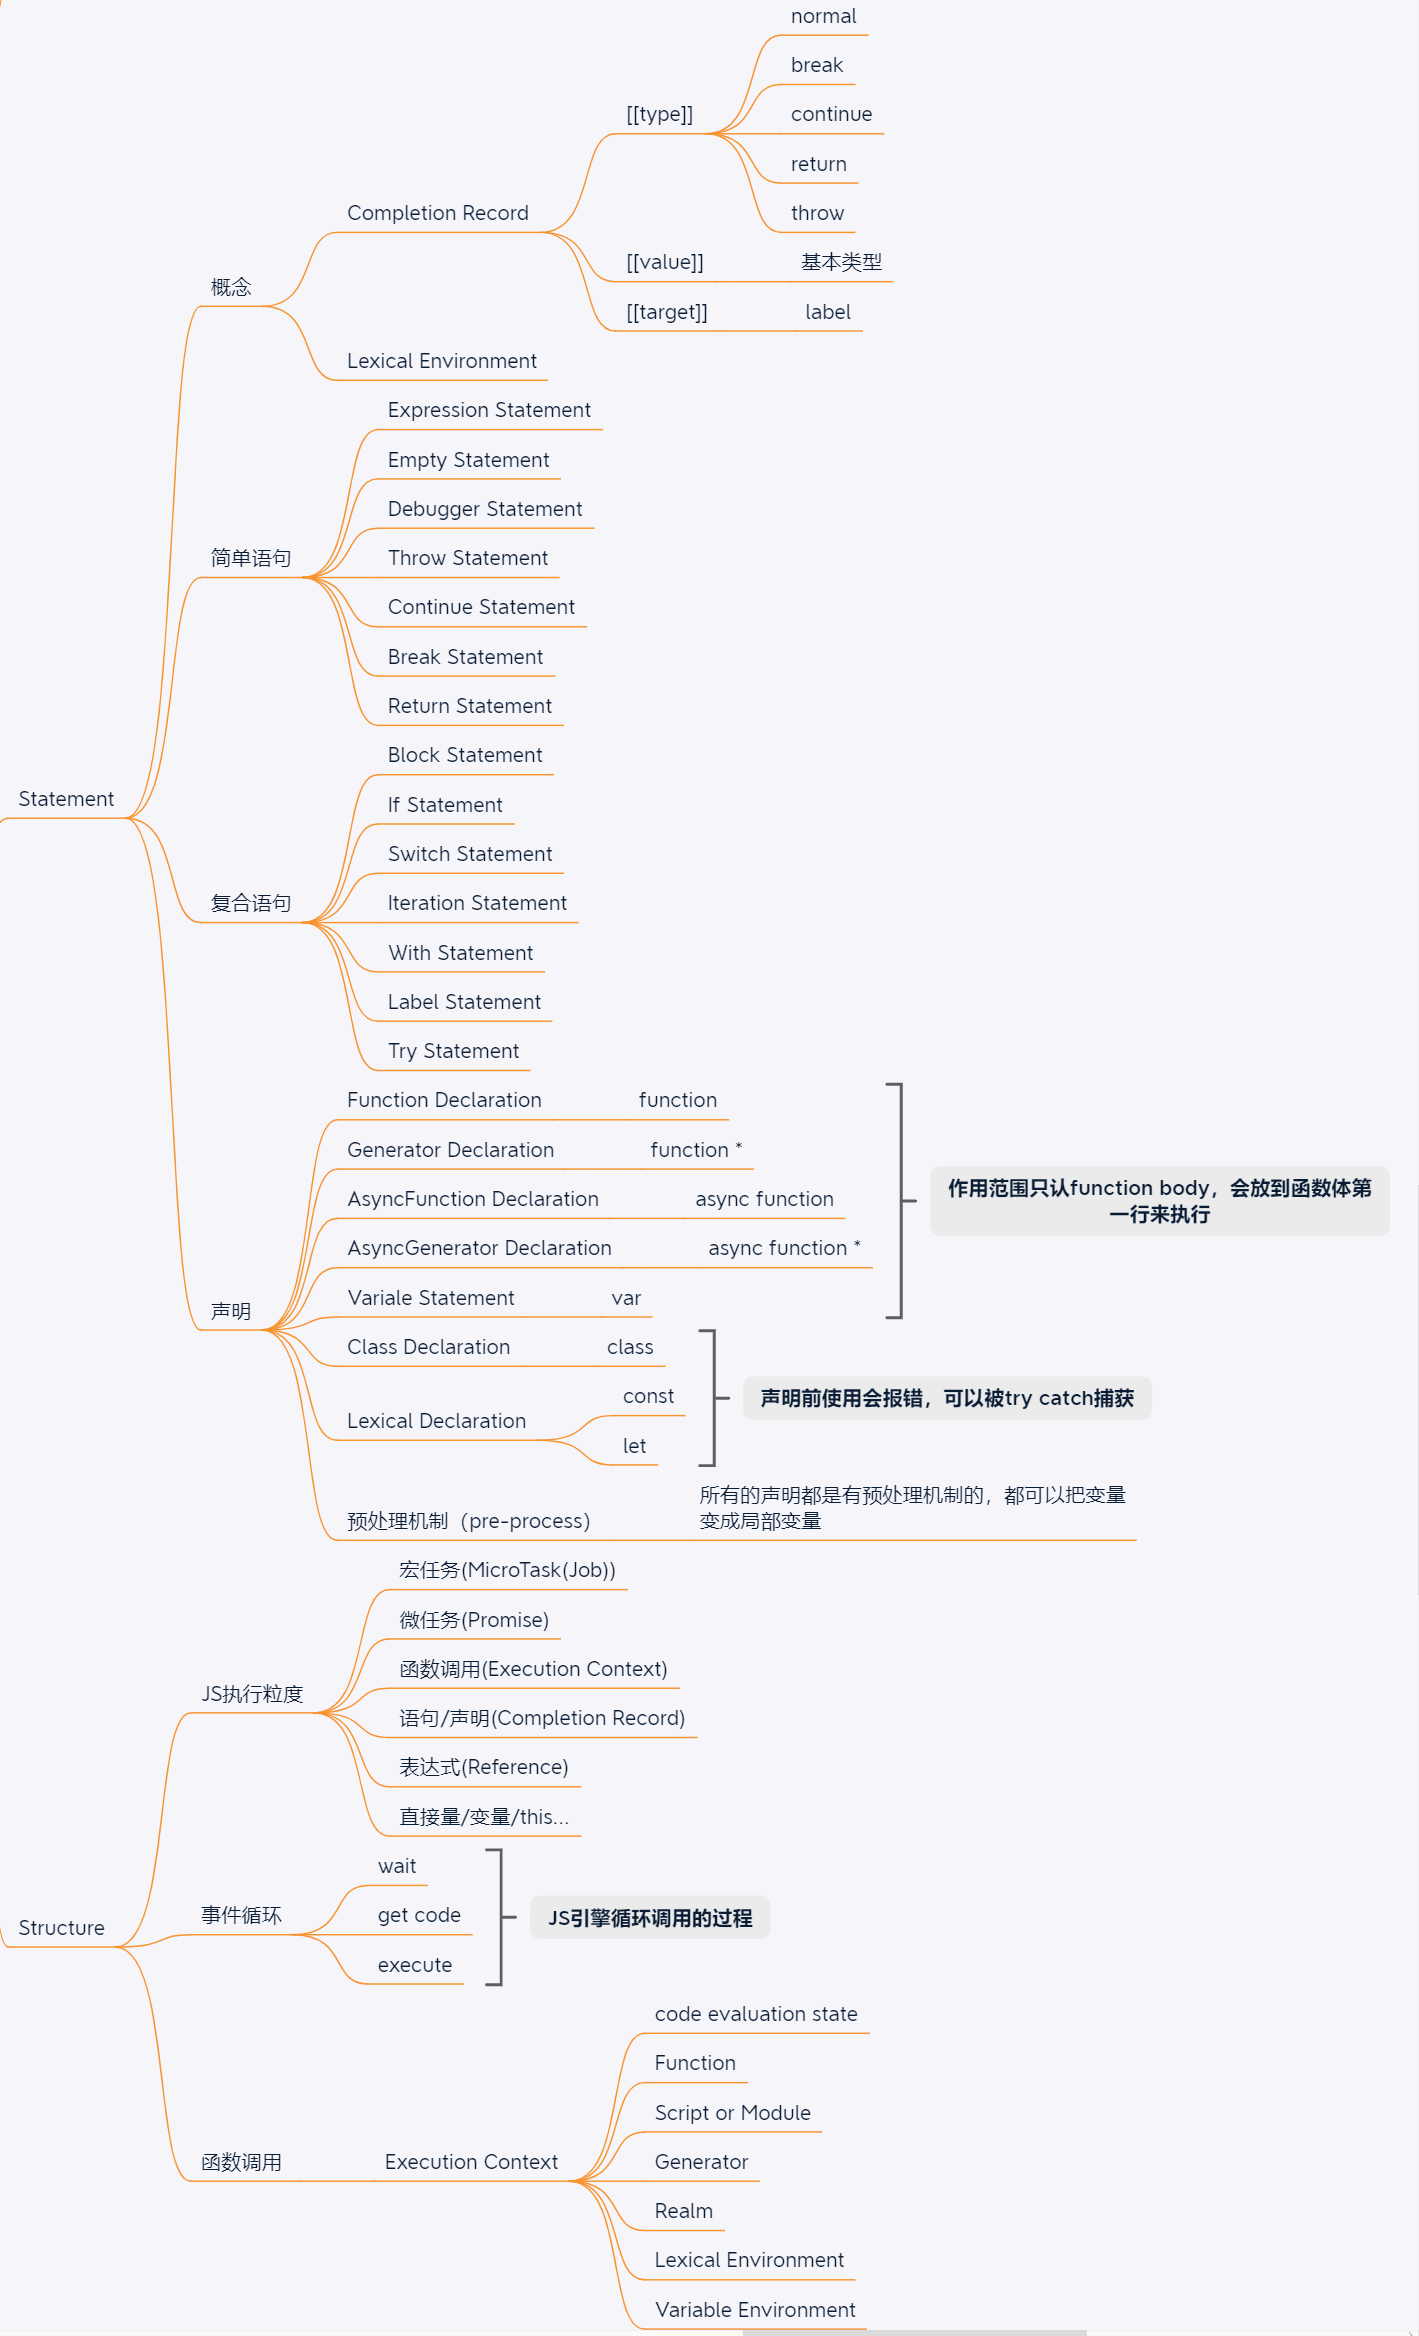 normal
break
continue
[[type]]
return
throw
Completion Record
[[value]]
基本类型
[[target]]
label
概念
Lexical Environment
Expression Statement
Empty Statement
Debugger Statement
简单语句
Throw Statement
Continue Statement
Break Statement
Return Statement
Statement
Block Statement
If Statement
Switch Statement
复合语句
Iteration Statement
With Statement
Label Statement
Try Statement
Function Declaration
function
Generator Declaration
function *
AsyncFunction Declaration
async function
AsyncGenerator Declaration
async function *
Variale Statement
var
作用范围只认function body，会放到函数体第
一行来执行
声明
Class Declaration
class
Lexical Declaration
const
let
声明前使用会报错，可以被try catch捕获
预处理机制（pre-process）
所有的声明都是有预处理机制的，都可以把变量
变成局部变量
Structure
JS执行粒度
宏任务(MicroTask(Job))
微任务(Promise)
函数调用(Execution Context)
语句/声明(Completion Record)
表达式(Reference)
直接量/变量/this...
事件循环
wait
get code
execute
JS引擎循环调用的过程
函数调用
Execution Context
code evaluation state
Function
Script or Module
Generator
Realm
Lexical Environment
Variable Environment